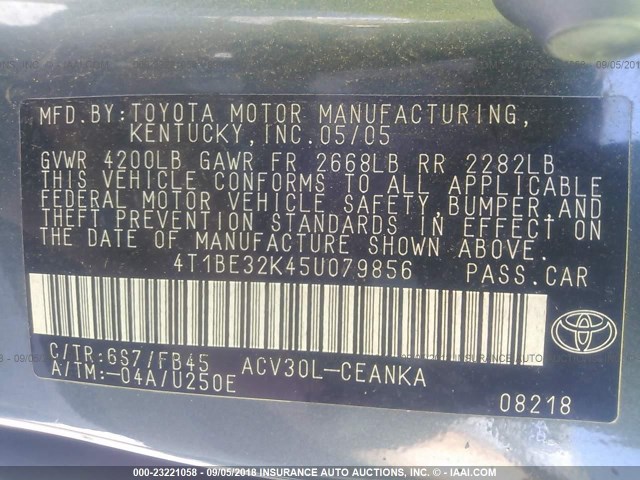 MFD.BY:TOYOTA MOTOR MANUFACTURING,
KENTUCKY,INC.05/05
GVWR 4200LB GAWR FR 2668LB RR 2282LB
THIS VEHICLE CONFORMS TO ALL APPLICABLE
FEDERAL MOTOR VEHICLE SAFETY,BUMPER,AND
THEFT PREVENTION STANDARDS IN EFFECT ON
THE DATE OF MANUFACTURE SHOWN ABOVE.
4T1BE32K45U079856 PASS.CAR
C/TR:6S7/FB45 ACV30L-CEANKA
A/TM:-04A/U250E
08218
000-23221058 - 09/05/2018 - INSURANCE AUTO AUCTIONS, INC. - IAAI.COM